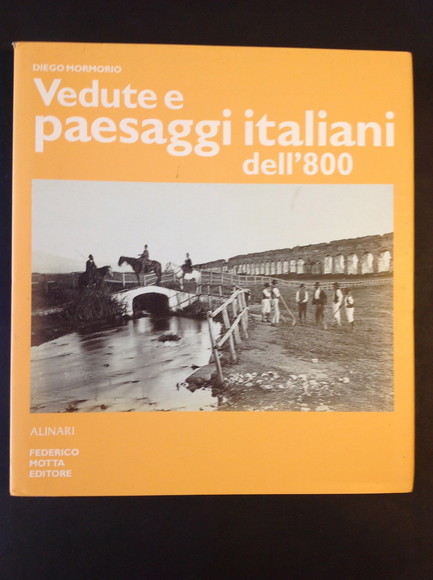 DIEGO MORMORIO
Vedute e
paesaggi italiani
dell'800
ALINARI
FEDERICO
MOTTA
EDITORE